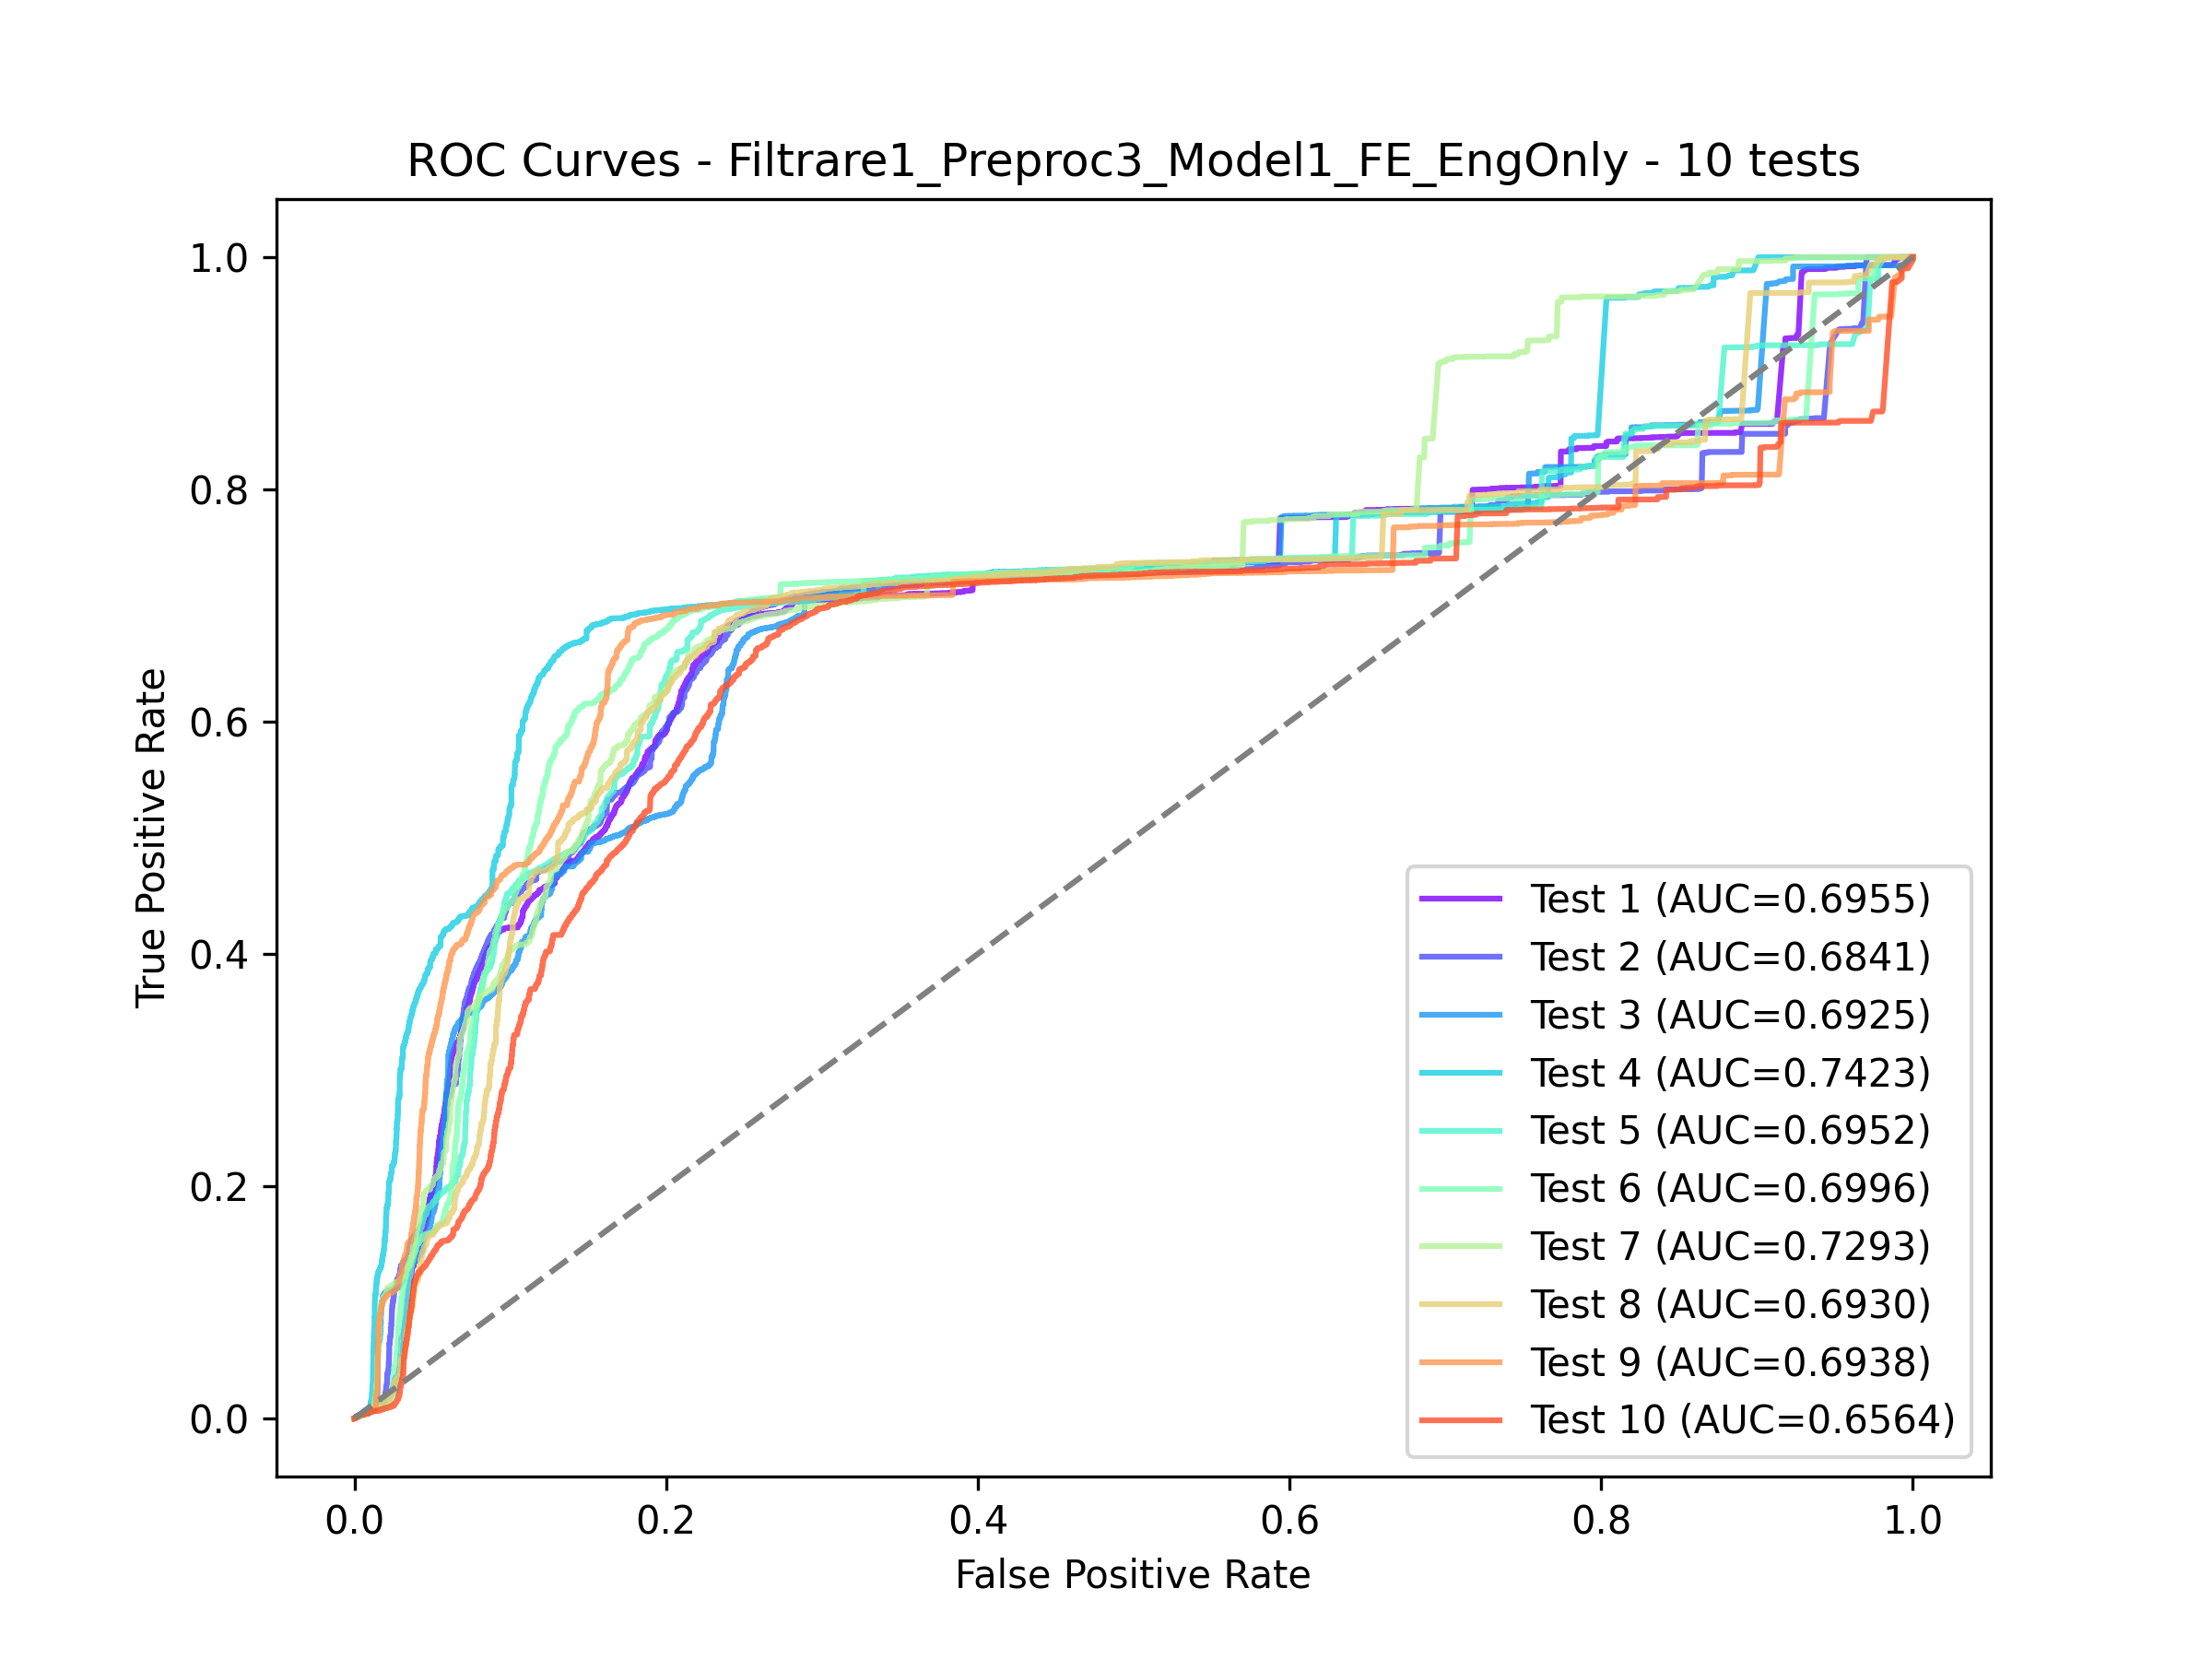 ROC Curves - Filtrare1_Preproc3_Model1_FE_EngOnly - 10 tests
True Positive Rate
1.0
0.8
0.6
0.4
0.2
0.0
0.0 0.2 0.4 0.6 0.8 1.0
False Positive Rate
Test 1 (AUC=0.6955)
Test 2 (AUC=0.6841)
Test 3 (AUC=0.6925)
Test 4 (AUC=0.7423)
Test 5 (AUC=0.6952)
Test 6 (AUC=0.6996)
Test 7 (AUC=0.7293)
Test 8 (AUC=0.6930)
Test 9 (AUC=0.6938)
Test 10 (AUC=0.6564)